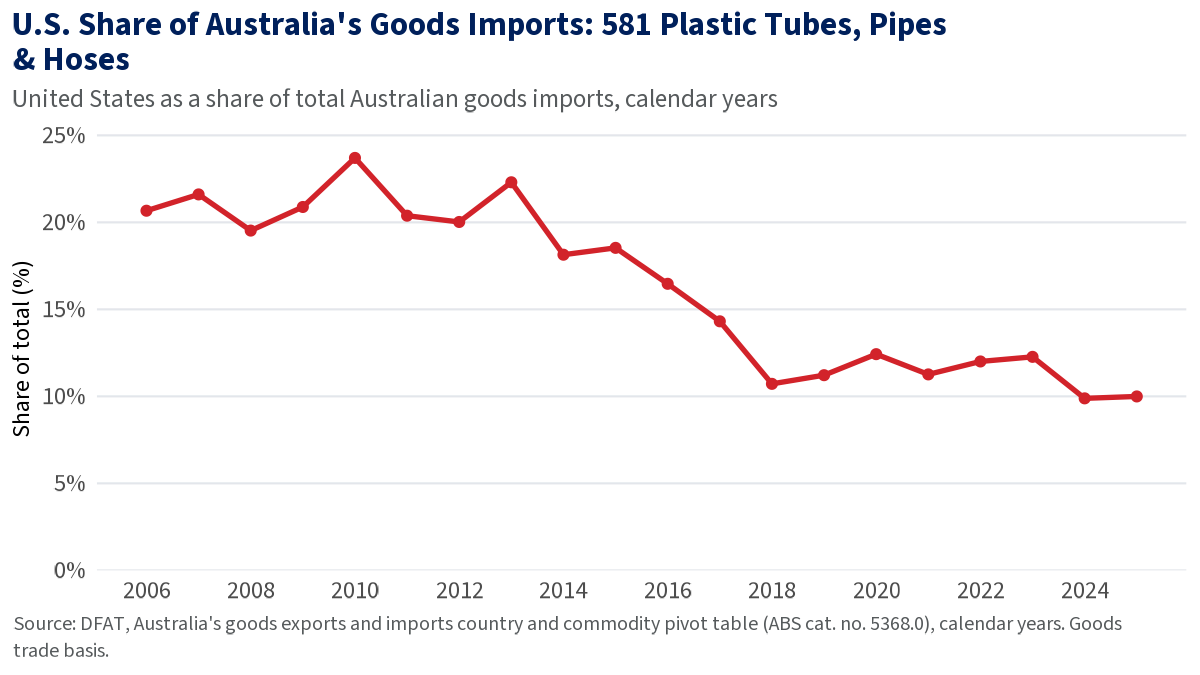 U.S. Share of Australia's Goods Imports: 581 Plastic Tubes, Pipes
& Hoses
United States as a share of total Australian goods imports, calendar years
Share of total (%)
25%
20%
15%
10%
5%
0%
2006 2008 2010 2012 2014 2016 2018 2020 2022 2024
Source: DFAT, Australia's goods exports and imports country and commodity pivot table (ABS cat. no. 5368.0), calendar years. Goods
trade basis.